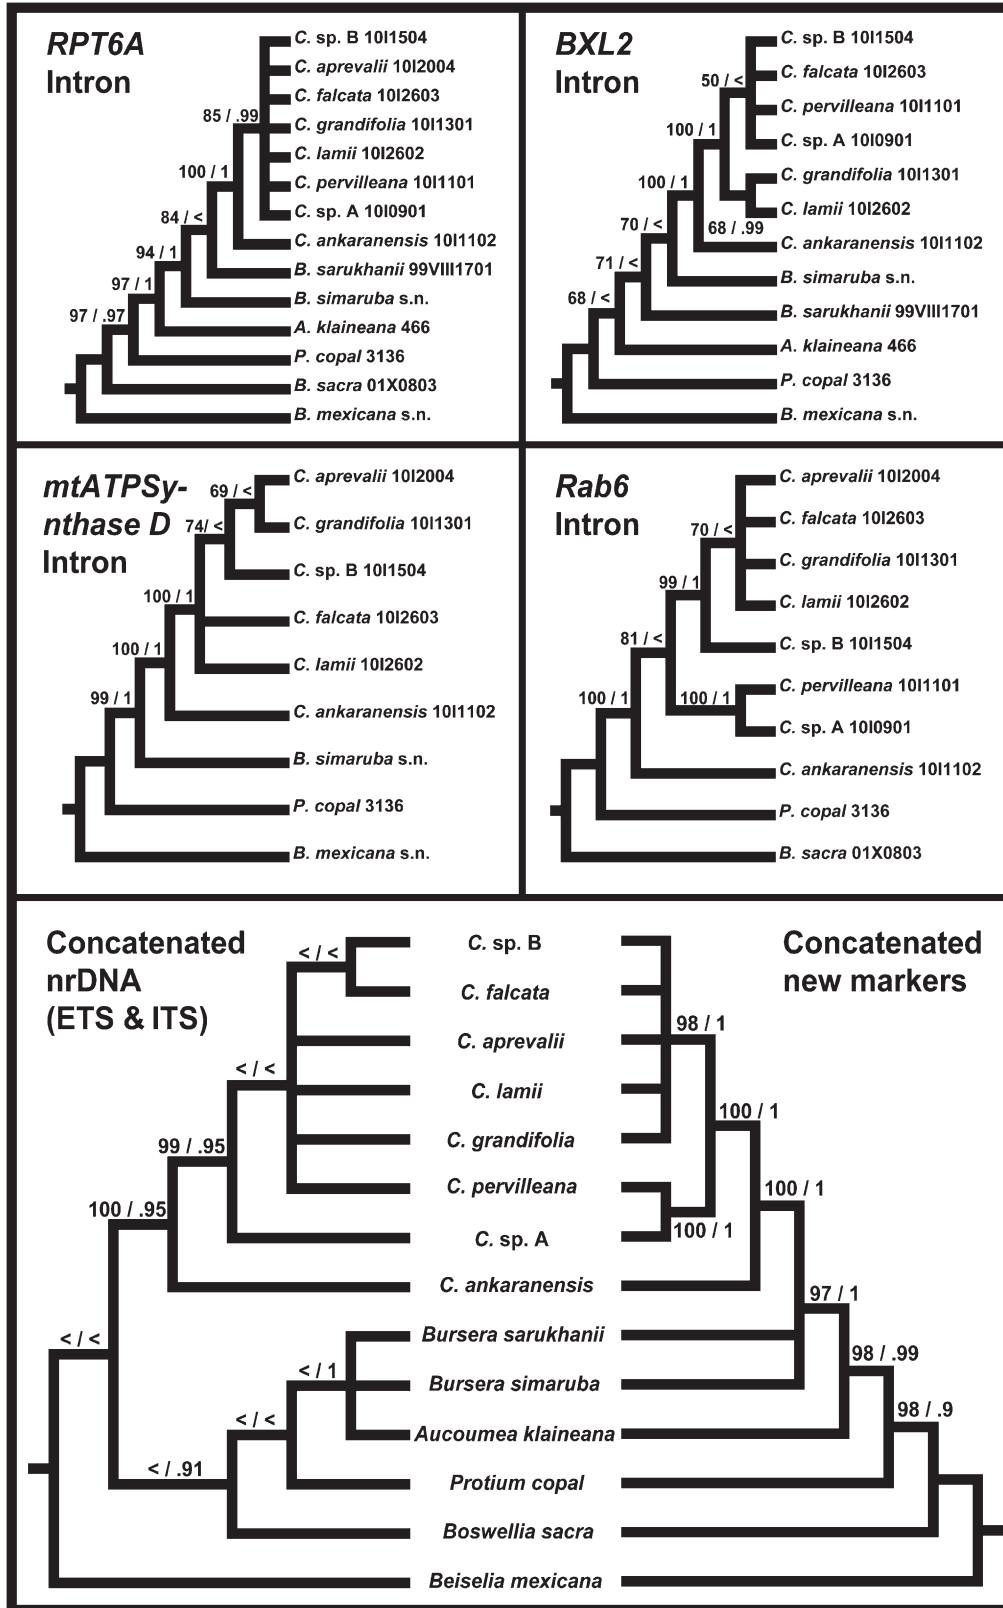 RPT6A
Intron
C. sp. B 10I1504
C. aprevalii 10I2004
C. falcata 10I2603
85 / .99
C. grandifolia 10I1301
C. lamii 10I2602
100 / 1
C. pervilleana 10I1101
84 / <
C. sp. A 10I0901
94 / 1
C. ankaranensis 10I1102
97 / 1
B. sarukhanii 99VIII1701
97 / .97
B. simaruba s.n.
A. klaineana 466
P. copal 3136
B. sacra 01X0803
B. mexicana s.n.
BXL2
Intron
C. sp. B 10I1504
50 / <
C. falcata 10I2603
C. pervilleana 10I1101
100 / 1
C. sp. A 10I0901
100 / 1
C. grandifolia 10I1301
C. lamii 10I2602
70 / <
68 / .99
C. ankaranensis 10I1102
71 / <
B. simaruba s.n.
68 / <
B. sarukhanii 99VIII1701
A. klaineana 466
P. copal 3136
B. mexicana s.n.
mtATPSy-
nthase D
Intron
C. aprevalii 10I2004
69 / <
C. grandifolia 10I1301
74/ <
C. sp. B 10I1504
100 / 1
C. falcata 10I2603
100 / 1
C. lamii 10I2602
99 / 1
C. ankaranensis 10I1102
B. simaruba s.n.
P. copal 3136
B. mexicana s.n.
Rab6
Intron
C. aprevalii 10I2004
C. falcata 10I2603
70 / <
C. grandifolia 10I1301
99 / 1
C. lamii 10I2602
81 / <
C. sp. B 10I1504
C. pervilleana 10I1101
100 / 1
100 / 1
C. sp. A 10I0901
C. ankaranensis 10I1102
P. copal 3136
B. sacra 01X0803
Concatenated
nrDNA
(ETS & ITS)
Concatenated
new markers
< / <
C. sp. B
C. falcata
C. aprevalii
98 / 1
< / <
C. lamii
100 / 1
99 / .95
C. grandifolia
100 / .95
C. pervilleana
100 / 1
C. sp. A
100 / 1
C. ankaranensis
97 / 1
< / <
Bursera sarukhanii
98 / .99
< / 1
Bursera simaruba
98 / .9
< / <
Aucoumea klaineana
< / .91
Protium copal
Boswellia sacra
Beiselia mexicana